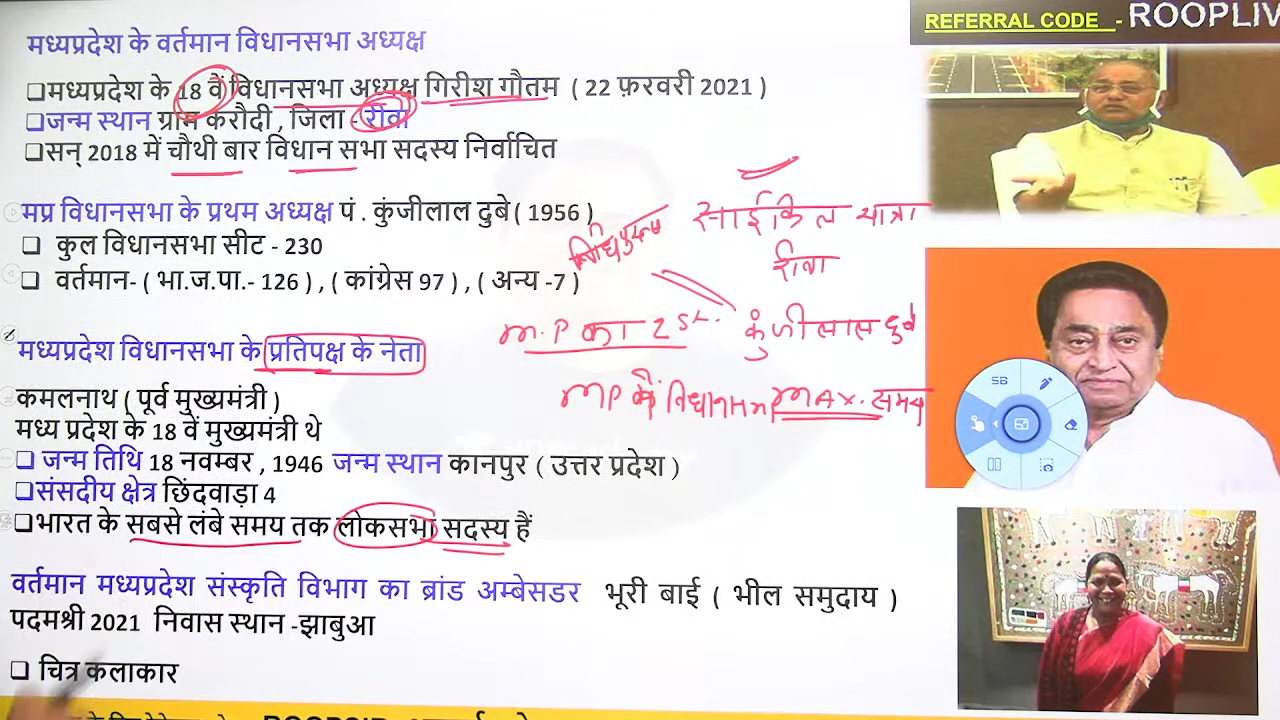 REFERRAL CODE - ROOPLIV
मध्यप्रदेश के वर्तमान विधानसभा अध्यक्ष
❑मध्यप्रदेश के 18 वें विधानसभा अध्यक्ष गिरीश गौतम ( 22 फ़रवरी 2021 )
❑जन्म स्थान ग्राम करौदी , जिला - रीवा
❑सन् 2018 में चौथी बार विधान सभा सदस्य निर्वाचित
मप्र विधानसभा के प्रथम अध्यक्ष पं . कुंजीलाल दुबे ( 1956 )
❑ कुल विधानसभा सीट - 230
❑ वर्तमान- ( भा.ज.पा.- 126 ) , ( कांग्रेस 97 ) , ( अन्य -7 )
साईकिल यात्रा
रीवा
M.P का 1st. कुंजीलाल दुबे
MP में MAX. समय
मध्यप्रदेश विधानसभा के प्रतिपक्ष के नेता
कमलनाथ ( पूर्व मुख्यमंत्री )
मध्य प्रदेश के 18 वें मुख्यमंत्री थे
❑ जन्म तिथि 18 नवम्बर , 1946 जन्म स्थान कानपुर ( उत्तर प्रदेश )
❑संसदीय क्षेत्र छिंदवाड़ा 4
❑भारत के सबसे लंबे समय तक लोकसभा सदस्य हैं
वर्तमान मध्यप्रदेश संस्कृति विभाग का ब्रांड अम्बेसडर भूरी बाई ( भील समुदाय )
पदमश्री 2021 निवास स्थान -झाबुआ
❑ चित्र कलाकार